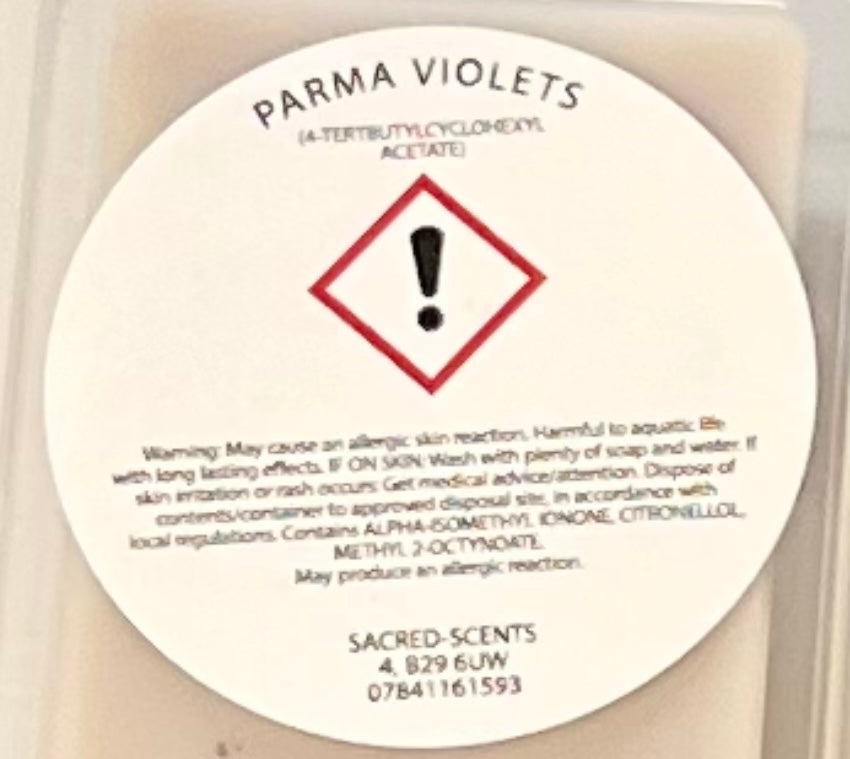 PARMA VIOLETS
(4-TERTBUTYLCYCLOHEXYL
ACETATE)
!
Warning: May cause an allergic skin reaction. Harmful to aquatic life
with long lasting effects. IF ON SKIN: Wash with plenty of soap and water. If
skin irritation or rash occurs: Get medical advice/attention. Dispose of
contents/container to approved disposal site, in accordance with
local regulations. Contains ALPHA-ISOMETHYL IONONE, CITRONELLOL,
METHYL 2-OCTYNOATE.
May produce an allergic reaction.
SACRED-SCENTS
4, B29 6UW
07841161593